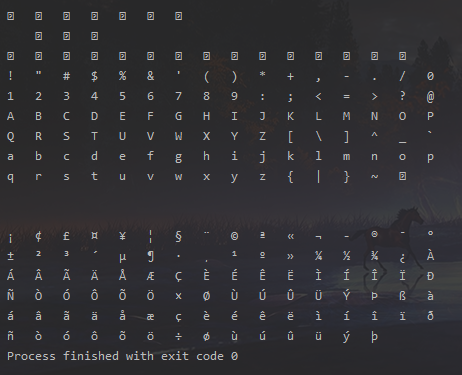 ! " # $ % & ' ( ) * + , - . / 0
1 2 3 4 5 6 7 8 9 : ; < = > ? @
A B C D E F G H I J K L M N O P
Q R S T U V W X Y Z [ \ ] ^ _ `
a b c d e f g h i j k l m n o p
q r s t u v w x y z { | } ~
¡ ¢ £ ¤ ¥ ¦ § ¨ © ª « ¬ - ® ¯ °
± ² ³ ´ µ ¶ · ¸ ¹ º » ¼ ½ ¾ ¿ À
Á Â Ã Ä Å Æ Ç È É Ê Ë Ì Í Î Ï Ð
Ñ Ò Ó Ô Õ Ö × Ø Ù Ú Û Ü Ý Þ ß à
á â ã ä å æ ç è é ê ë ì í î ï ð
ñ ò ó ô õ ö ÷ ø ù ú û ü ý þ
Process finished with exit code 0